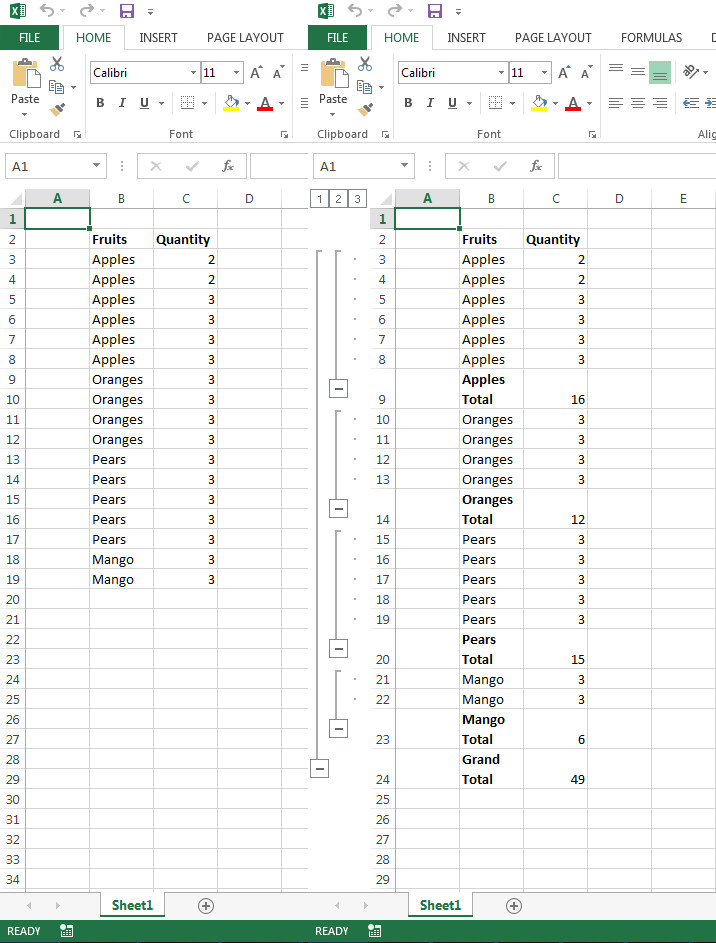 FILE HOME INSERT PAGE LAYOUT
Calibri 11 A A
Paste B I U A
Clipboard Font
A1 fx
A B C D
1
2 Fruits Quantity
3 Apples 2
4 Apples 2
5 Apples 3
6 Apples 3
7 Apples 3
8 Apples 3
9 Oranges 3
10 Oranges 3
11 Oranges 3
12 Oranges 3
13 Pears 3
14 Pears 3
15 Pears 3
16 Pears 3
17 Pears 3
18 Mango 3
19 Mango 3
20
21
22
23
24
25
26
27
28
29
30
31
32
33
34
Sheet1
READY
FILE HOME INSERT PAGE LAYOUT FORMULAS
Calibri 11 A A
Paste B I U A
Clipboard Font Alig
A1 fx
1 2 3 A B C D E
1
2 Fruits Quantity
3 Apples 2
4 Apples 2
5 Apples 3
6 Apples 3
7 Apples 3
8 Apples 3
Apples
9 Total 16
10 Oranges 3
11 Oranges 3
12 Oranges 3
13 Oranges 3
Oranges
14 Total 12
15 Pears 3
16 Pears 3
17 Pears 3
18 Pears 3
19 Pears 3
Pears
20 Total 15
21 Mango 3
22 Mango 3
Mango
23 Total 6
Grand
24 Total 49
25
26
27
28
29
Sheet1
READY